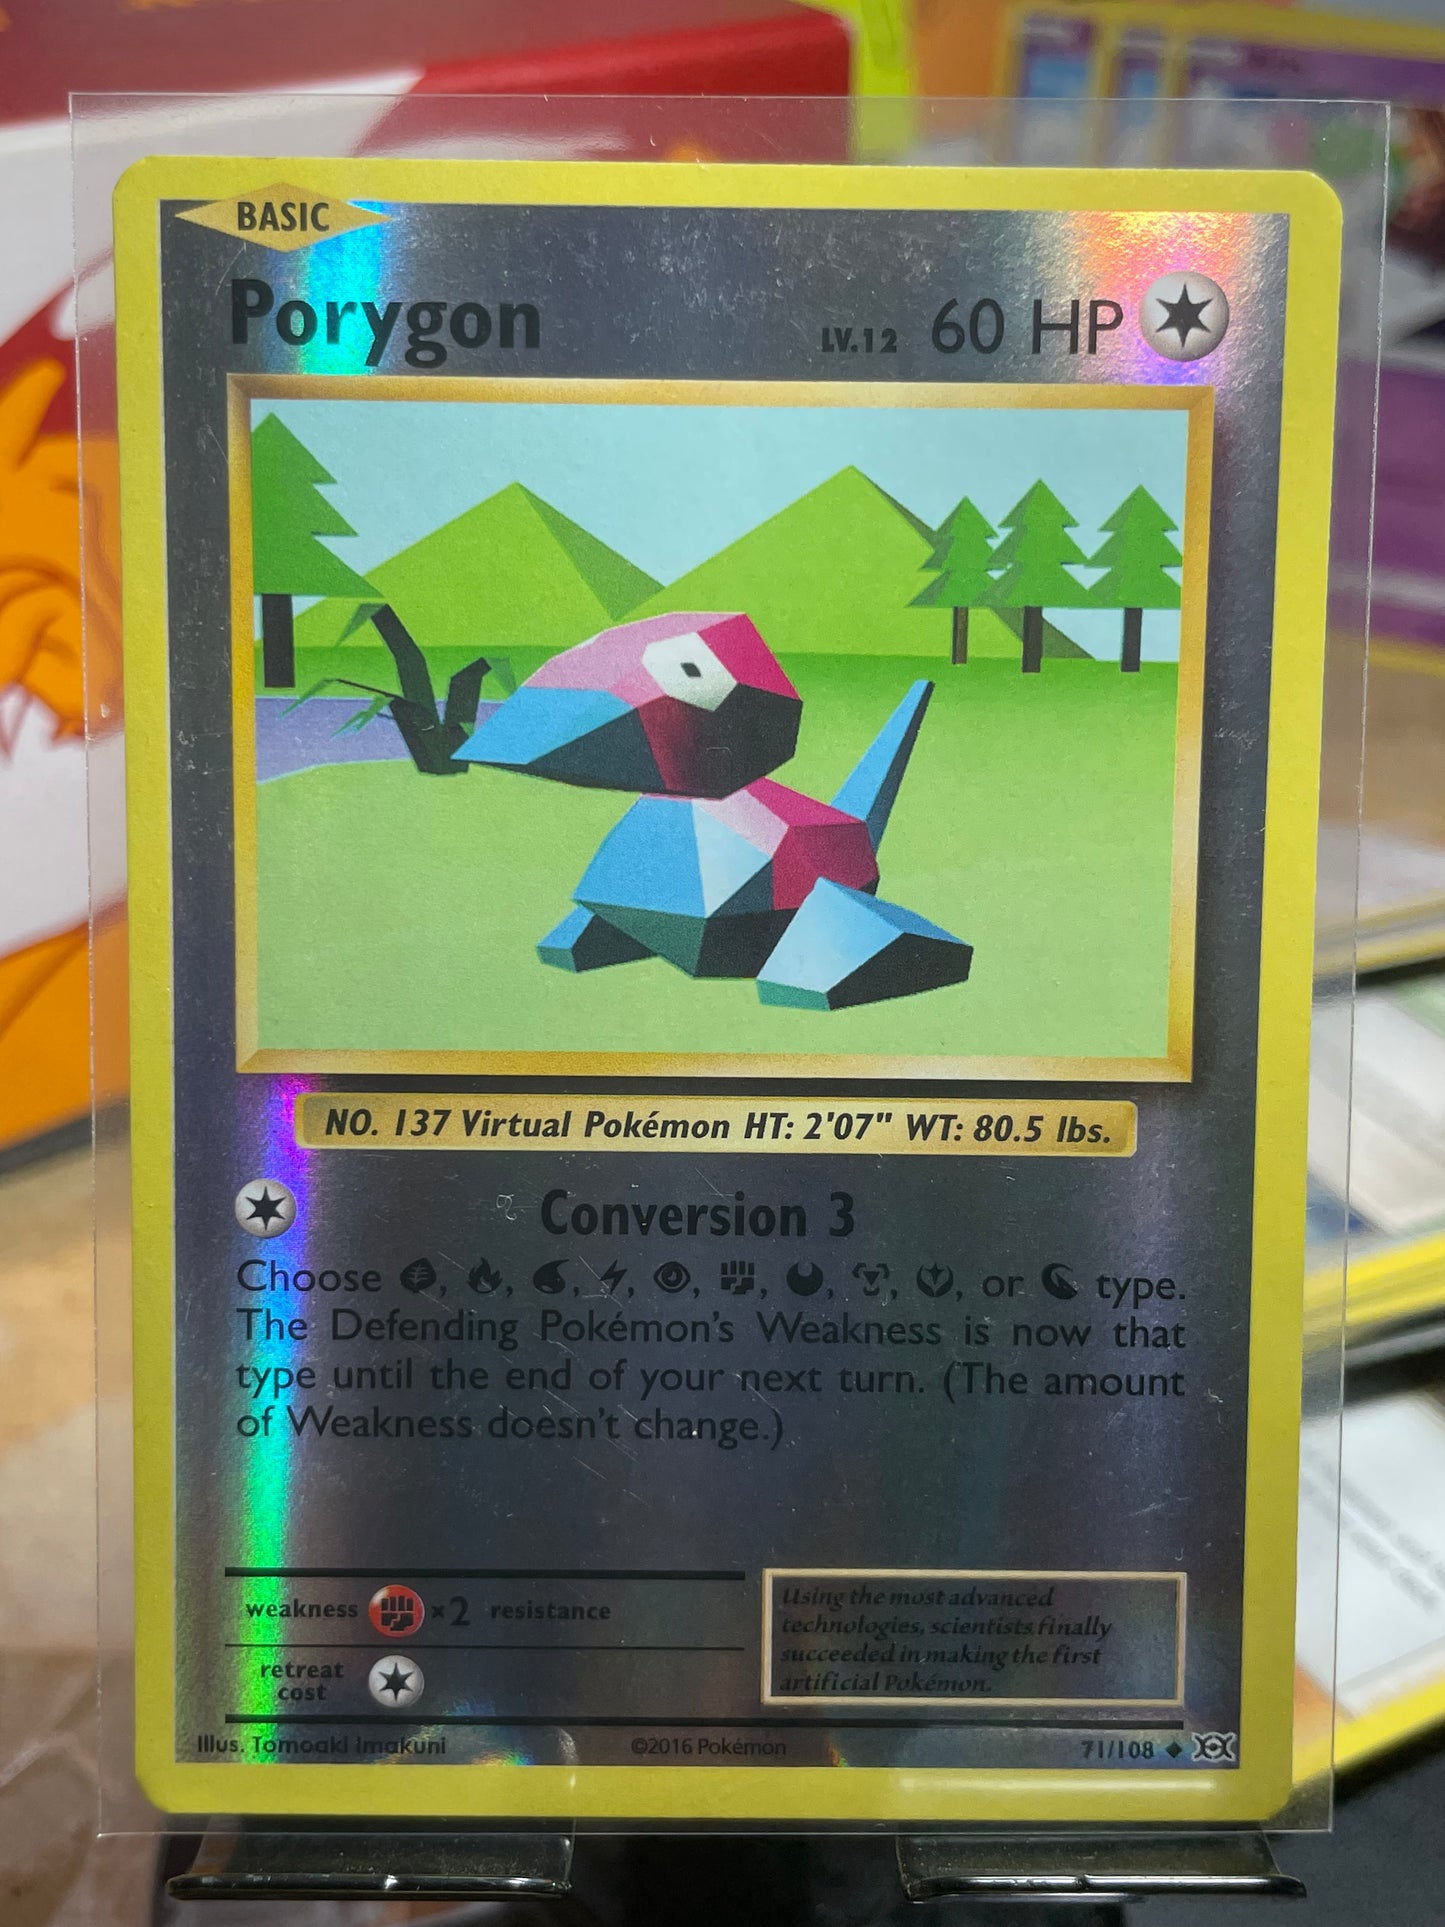 BASIC
Porygon LV.12 60 HP
NO. 137 Virtual Pokémon HT: 2'07" WT: 80.5 lbs.
Conversion 3
Choose , , , , , , , , , or type.
The Defending Pokémon's Weakness is now that
type until the end of your next turn. (The amount
of Weakness doesn't change.)
weakness ×2 resistance
retreat
cost
Using the most advanced
technologies, scientists finally
succeeded in making the first
artificial Pokémon.
Illus. Tomoaki Imakuni ©2016 Pokémon 71/108